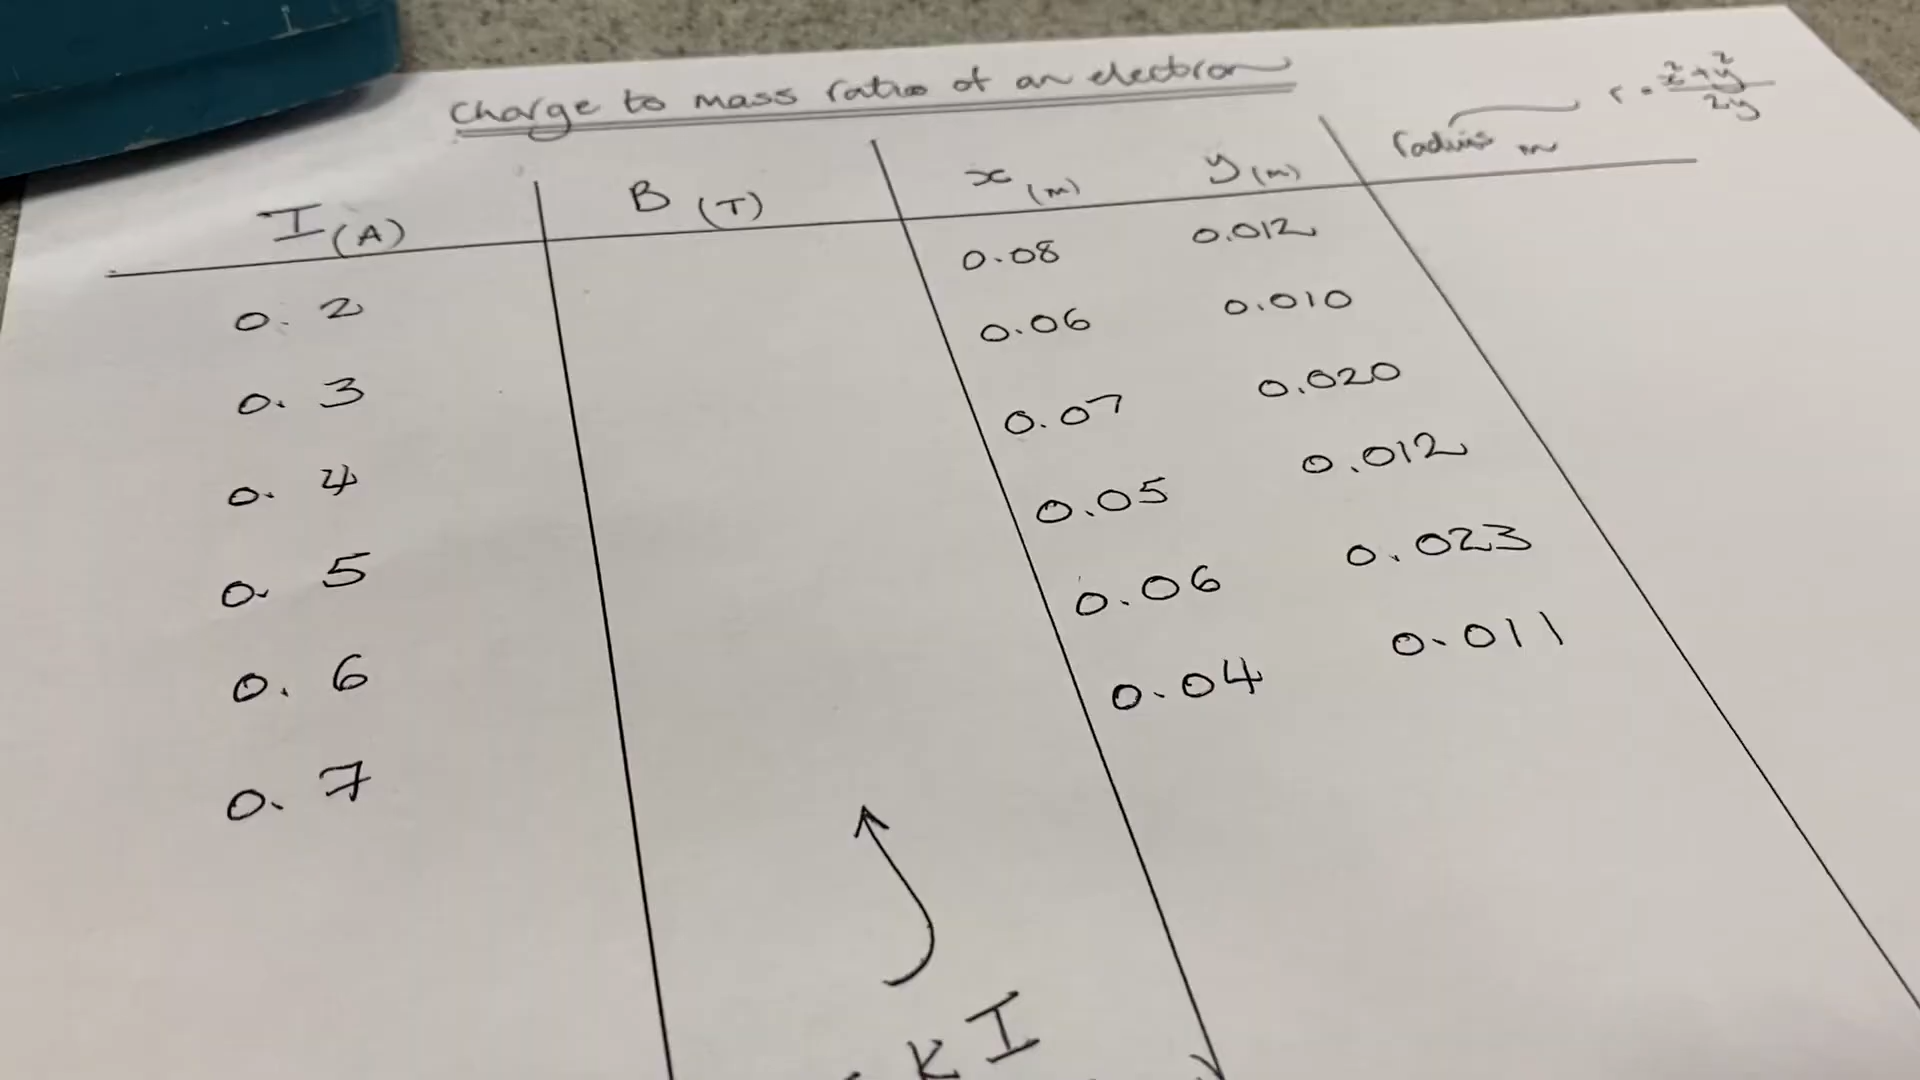 Charge to mass ratio of an electron
I (A) B (T) x (m) y (m) radius m r = x² + y² / 2y
0.2 0.08 0.012
0.3 0.06 0.010
0.4 0.07 0.020
0.5 0.05 0.012
0.6 0.06 0.023
0.7 0.04 0.011
k I